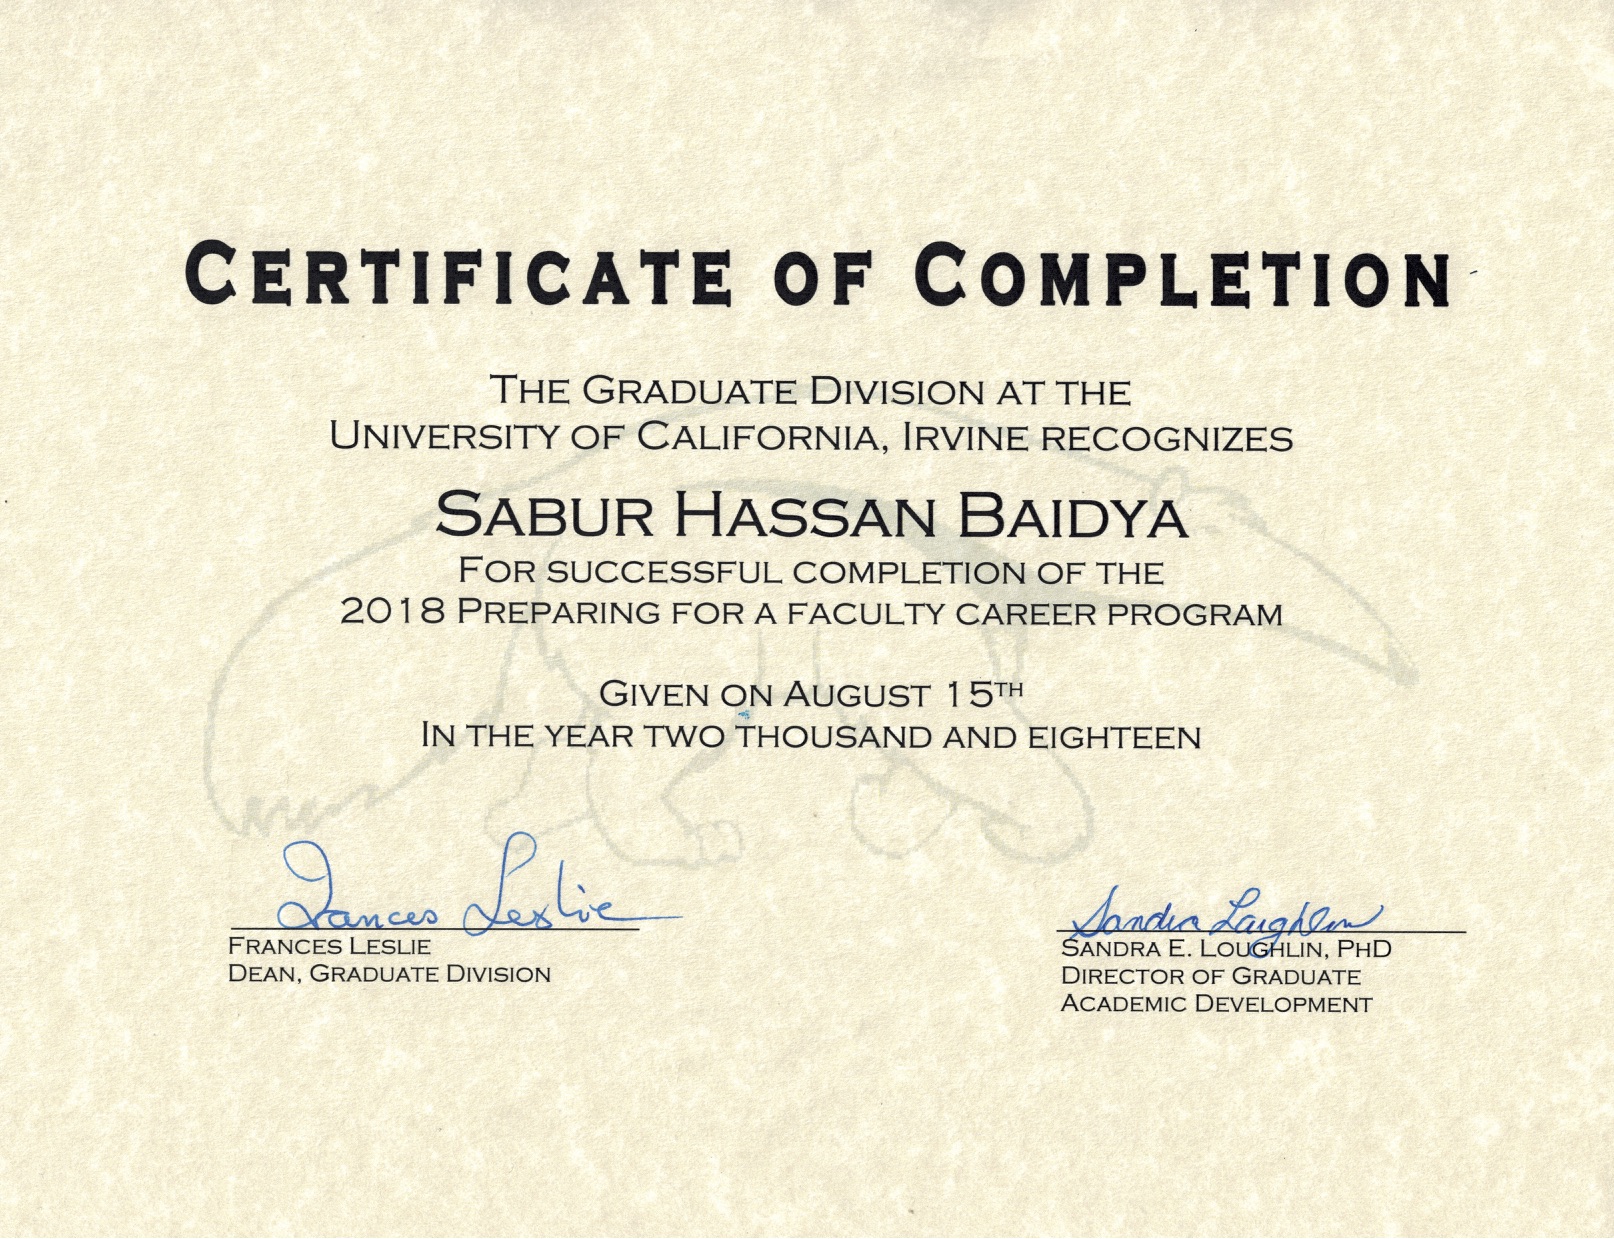 CERTIFICATE OF COMPLETION
THE GRADUATE DIVISION AT THE
UNIVERSITY OF CALIFORNIA, IRVINE RECOGNIZES
SABUR HASSAN BAIDYA
FOR SUCCESSFUL COMPLETION OF THE
2018 PREPARING FOR A FACULTY CAREER PROGRAM
GIVEN ON AUGUST 15TH
IN THE YEAR TWO THOUSAND AND EIGHTEEN
Frances Leslie
FRANCES LESLIE
DEAN, GRADUATE DIVISION
Sandra Loughlin
SANDRA E. LOUGHLIN, PHD
DIRECTOR OF GRADUATE
ACADEMIC DEVELOPMENT